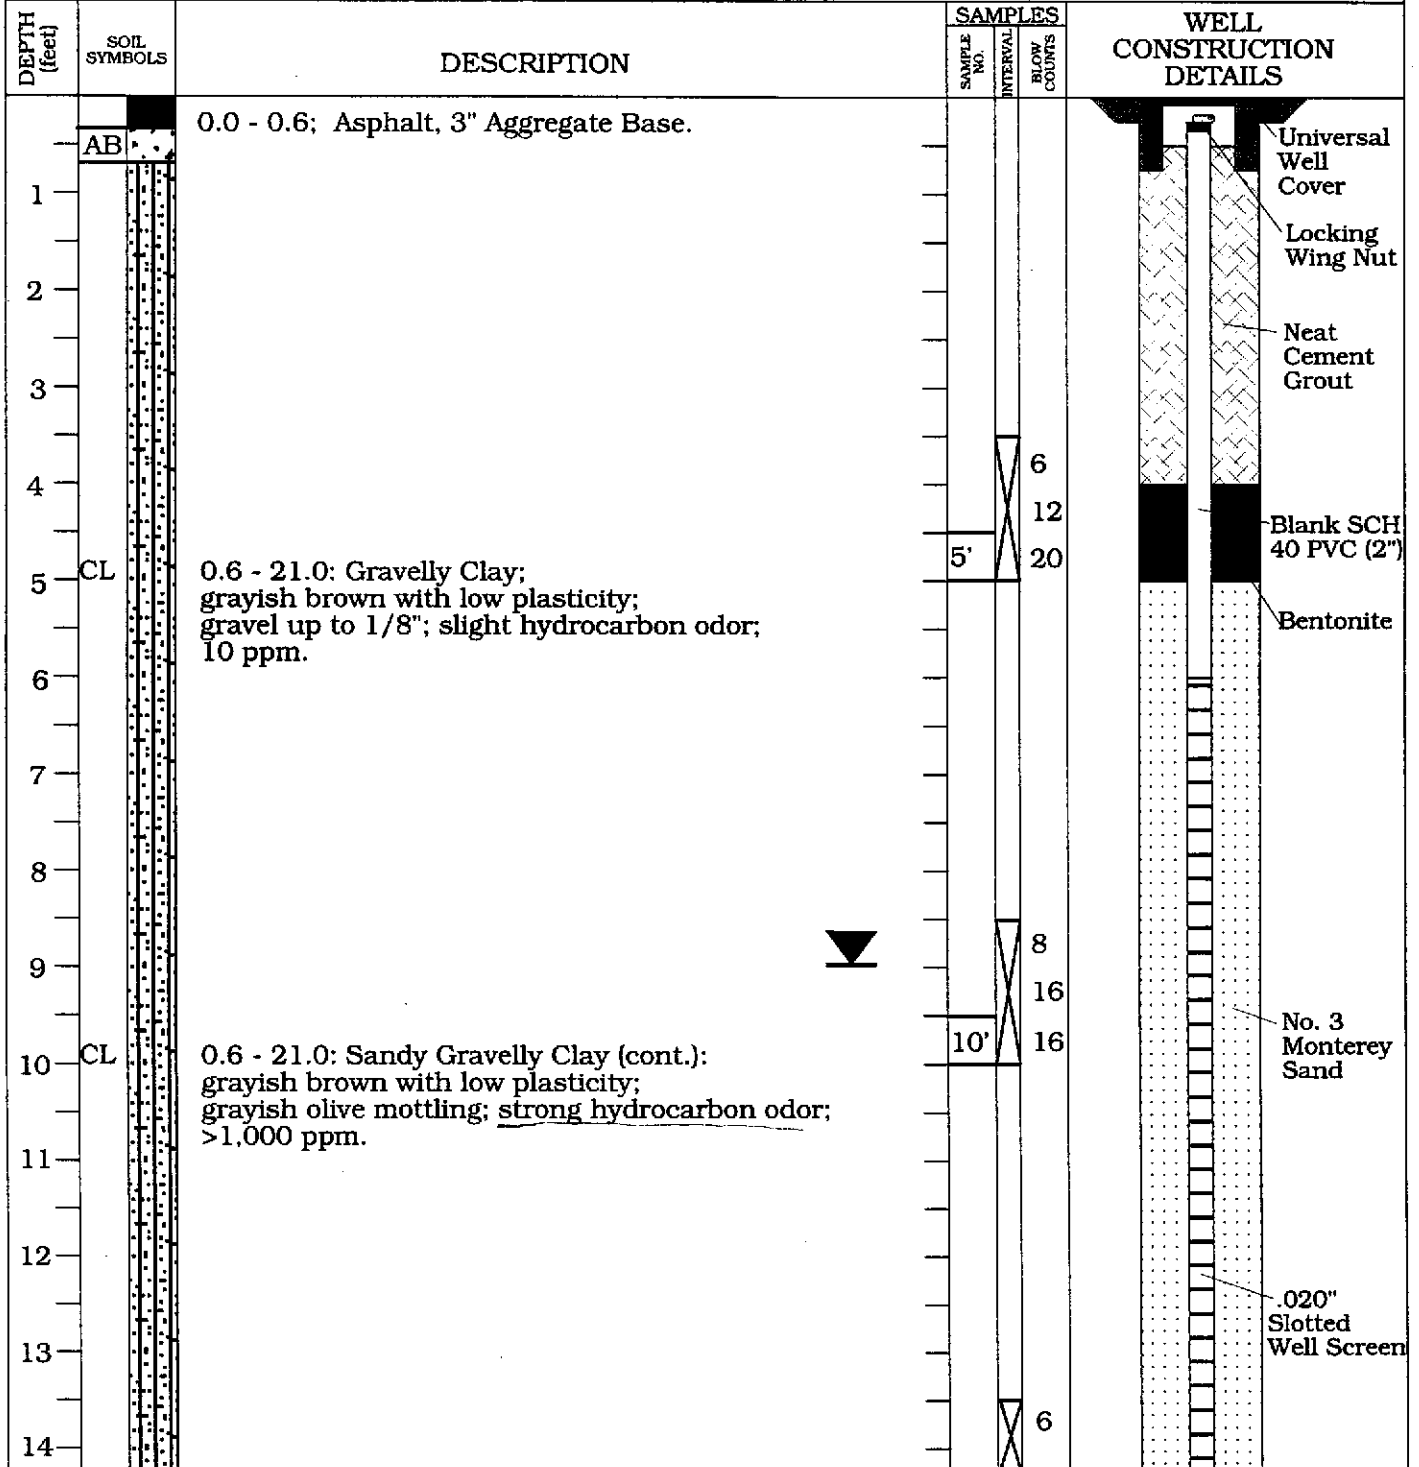 DEPTH
(feet)
SOIL
SYMBOLS
DESCRIPTION
SAMPLES
SAMPLE
NO.
INTERVAL
BLOW
COUNTS
WELL
CONSTRUCTION
DETAILS
0.0 - 0.6; Asphalt, 3" Aggregate Base.
AB
Universal
Well
Cover
1
Locking
Wing Nut
2
Neat
Cement
Grout
3
6
4
12
Blank SCH
40 PVC (2")
5'
20
CL
0.6 - 21.0: Gravelly Clay;
5
grayish brown with low plasticity;
gravel up to 1/8"; slight hydrocarbon odor;
10 ppm.
Bentonite
6
7
8
8
9
16
No. 3
Monterey
Sand
10'
16
CL
0.6 - 21.0: Sandy Gravelly Clay (cont.):
10
grayish brown with low plasticity;
grayish olive mottling; strong hydrocarbon odor;
>1,000 ppm.
11
12
.020"
Slotted
Well Screen
13
6
14